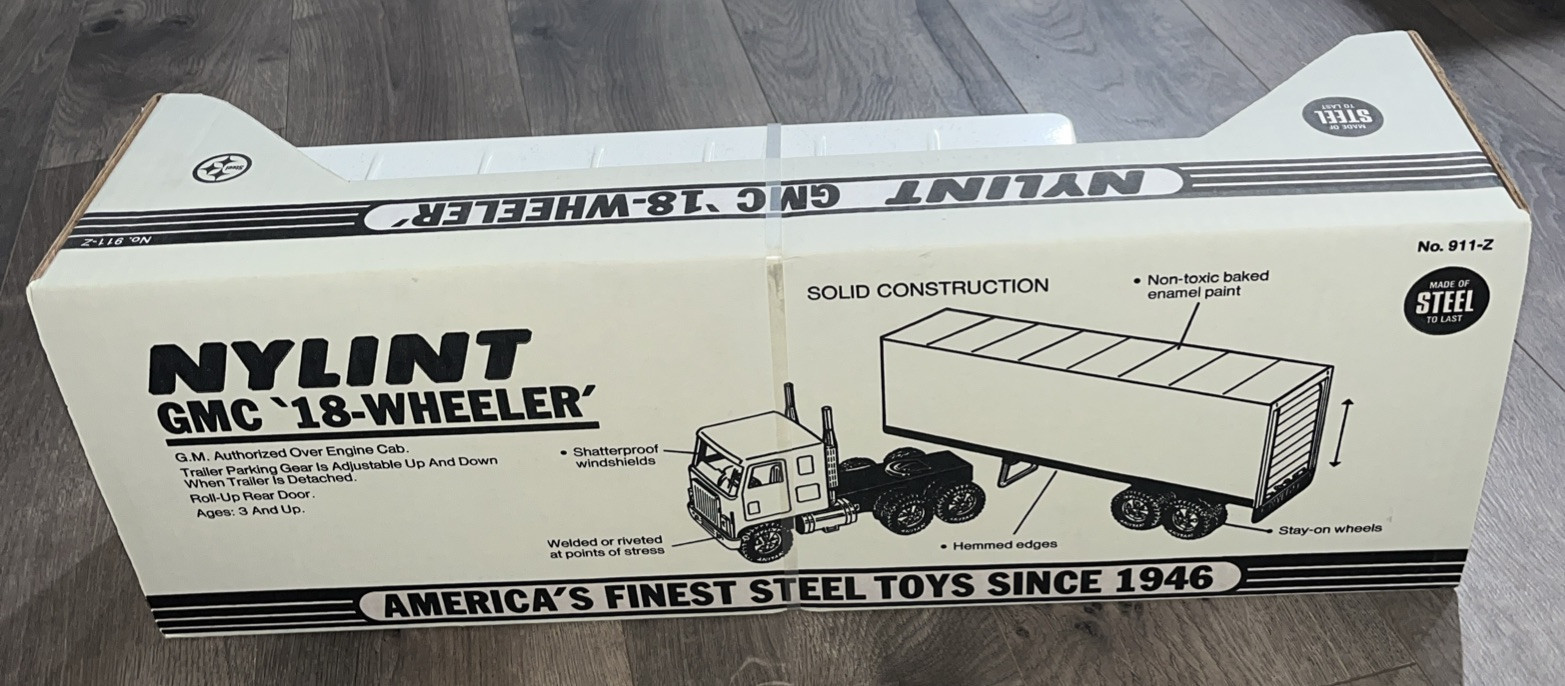 Steel
MADE OF
STEEL
TO LAST
NYLINT GMC '18-WHEELER'
No. 911-Z
No. 911-Z
MADE OF
STEEL
TO LAST
SOLID CONSTRUCTION
• Non-toxic baked
enamel paint
NYLINT
GMC '18-WHEELER'
G.M. Authorized Over Engine Cab.
Trailer Parking Gear Is Adjustable Up And Down
When Trailer Is Detached.
Roll-Up Rear Door.
Ages: 3 And Up.
• Shatterproof
windshields
Welded or riveted
at points of stress
• Hemmed edges
• Stay-on wheels
AMERICA'S FINEST STEEL TOYS SINCE 1946